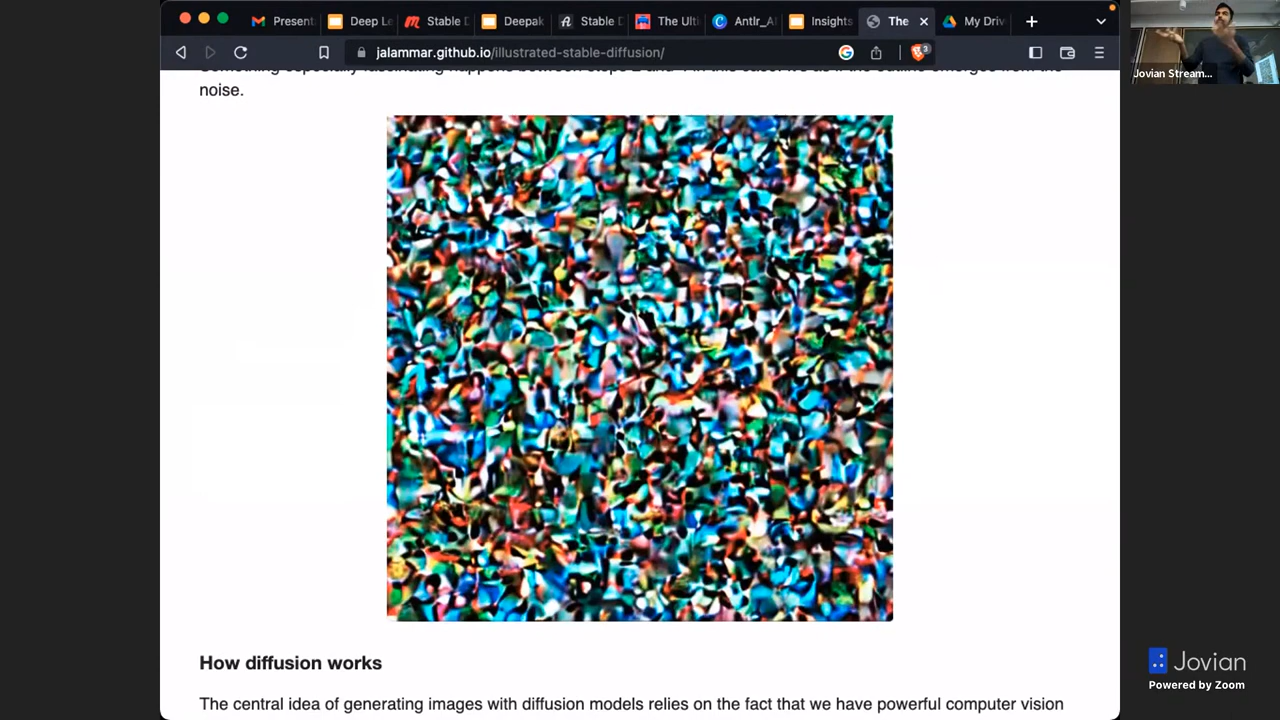 Present
Deep Le
Stable D
Deepak
Stable D
The Ulti
Antlr_A
Insights
The
My Driv
jalammar.github.io/illustrated-stable-diffusion/
3
noise.
How diffusion works
The central idea of generating images with diffusion models relies on the fact that we have powerful computer vision
Jovian Stream...
Jovian
Powered by Zoom